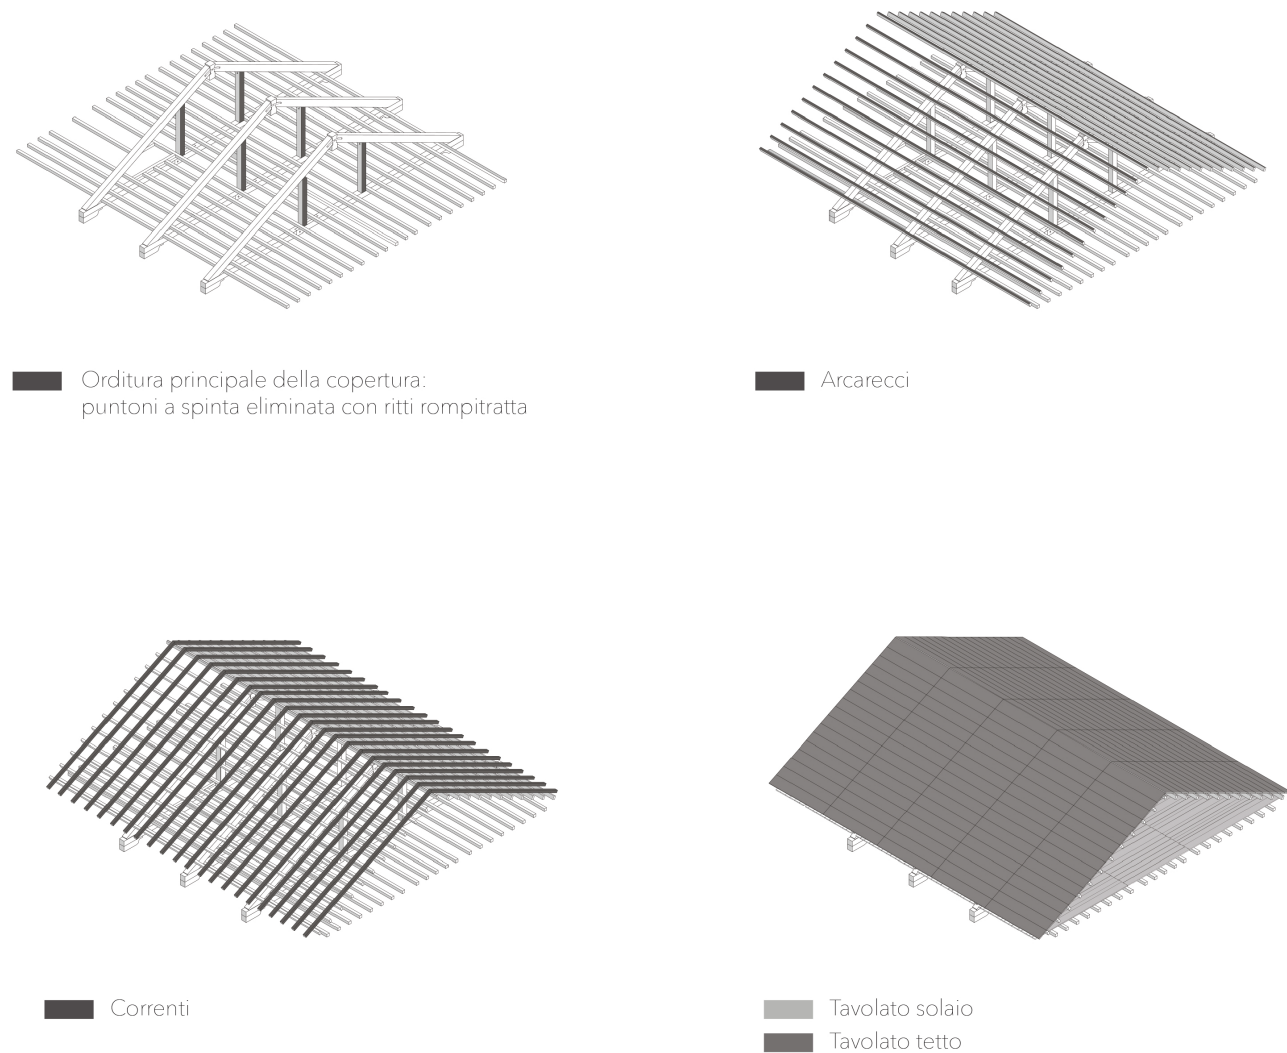 Orditura principale della copertura:
puntoni a spinta eliminata con ritti rompitratta
Arcarecci
Correnti
Tavolato solaio
Tavolato tetto